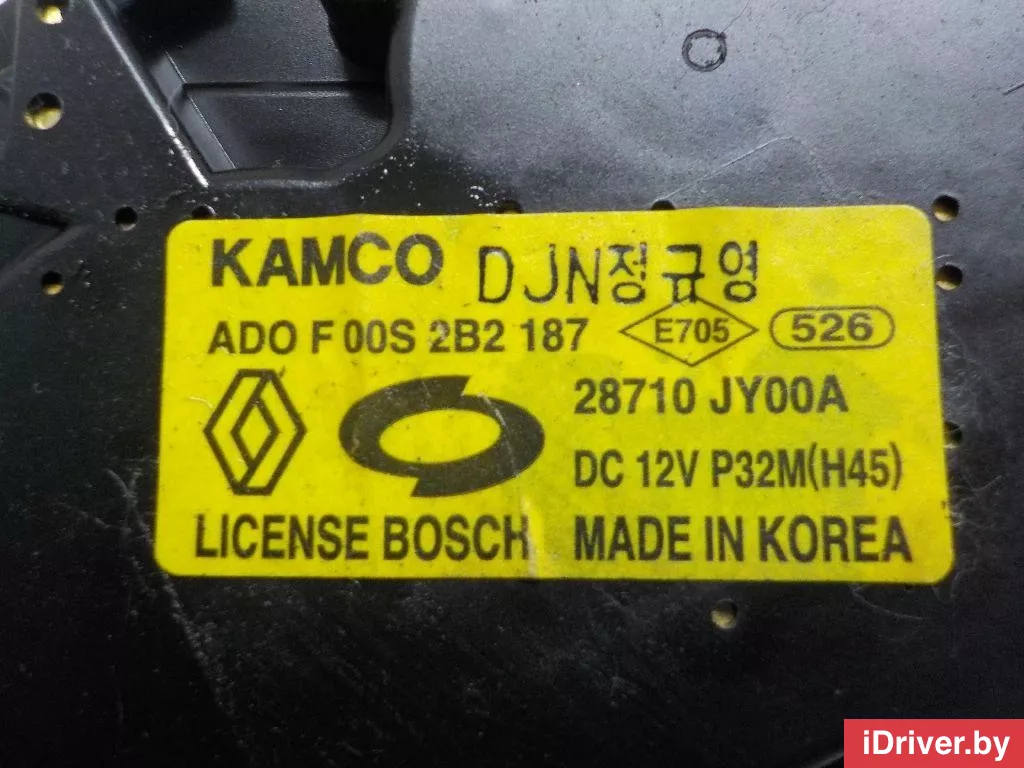 KAMCO DJN정규영
ADO F 00S 2B2 187 E705 526
28710 JY00A
DC 12V P32M(H45)
LICENSE BOSCH MADE IN KOREA
iDriver.by